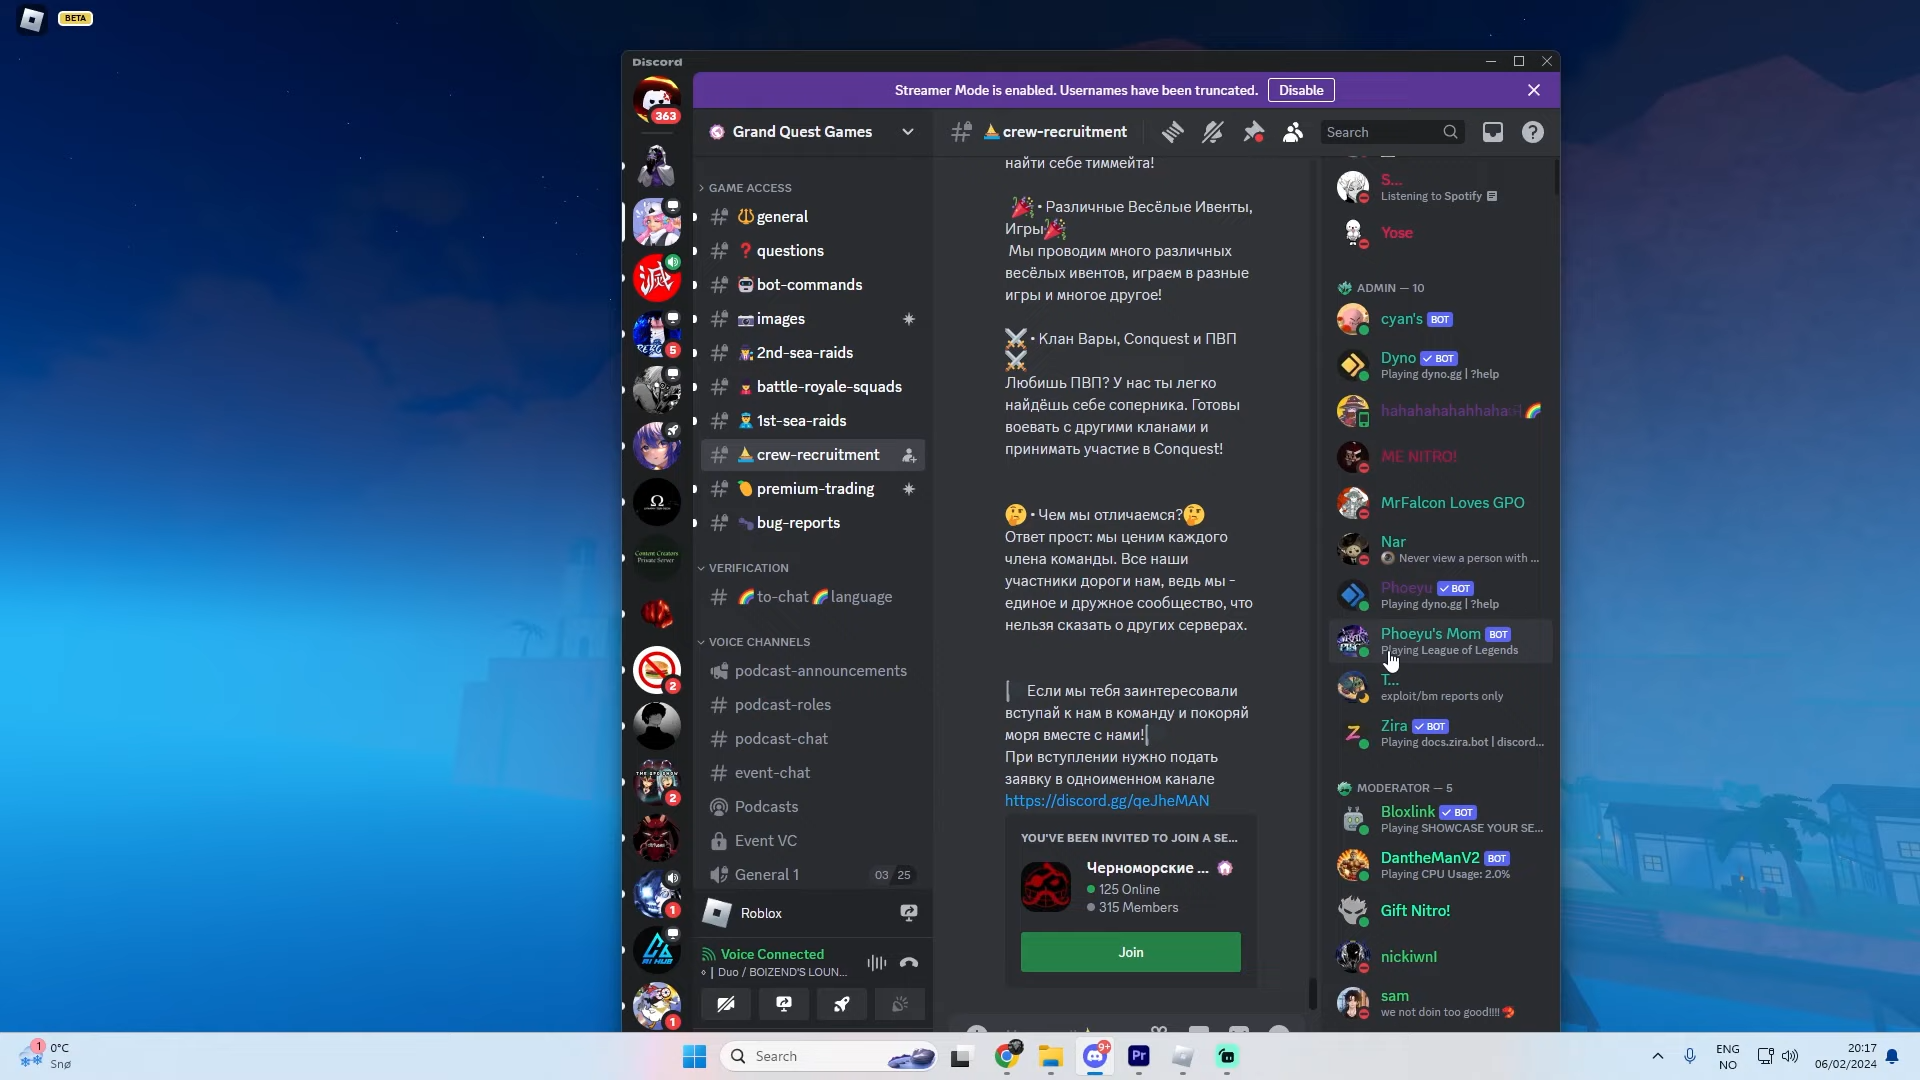 BETA
Discord
Streamer Mode is enabled. Usernames have been truncated.
Disable
363
5
Ω
Content Creators
Private Server
2
THE GPO SHOW
2
1
AI HUB
1
Grand Quest Games
GAME ACCESS
general
questions
bot-commands
images
2nd-sea-raids
battle-royale-squads
1st-sea-raids
crew-recruitment
premium-trading
bug-reports
VERIFICATION
to-chat language
VOICE CHANNELS
podcast-announcements
podcast-roles
podcast-chat
event-chat
Podcasts
Event VC
General 1
03 25
Roblox
Voice Connected
| Duo / BOIZEND'S LOUN...
crew-recruitment
Search
найти себе тиммейта!
• Различные Весёлые Ивенты,
Игры
Мы проводим много различных
весёлых ивентов, играем в разные
игры и многое другое!
• Клан Вары, Conquest и ПВП
Любишь ПВП? У нас ты легко
найдёшь себе соперника. Готовы
воевать с другими кланами и
принимать участие в Conquest!
• Чем мы отличаемся?
Ответ прост: мы ценим каждого
члена команды. Все наши
участники дороги нам, ведь мы -
единое и дружное сообщество, что
нельзя сказать о других серверах.
Если мы тебя заинтересовали
вступай к нам в команду и покоряй
моря вместе с нами!
При вступлении нужно подать
заявку в одноименном канале
https://discord.gg/qeJheMAN
YOU'VE BEEN INVITED TO JOIN A SE...
Черноморские ...
125 Online
315 Members
Join
S...
Listening to Spotify
Yose
ADMIN — 10
cyan's BOT
Dyno BOT
Playing dyno.gg | ?help
hahahahahahhaha
ME NITRO!
MrFalcon Loves GPO
Nar
Never view a person with ...
Phoeyu BOT
Playing dyno.gg | ?help
Phoeyu's Mom BOT
Playing League of Legends
T...
exploit/bm reports only
Zira BOT
Playing docs.zira.bot | discord...
MODERATOR — 5
Bloxlink BOT
Playing SHOWCASE YOUR SE...
DantheManV2 BOT
Playing CPU Usage: 2.0%
Gift Nitro!
nickiwnl
sam
we not doin too good!!!!
1
0°C
Snø
Search
9+
Pr
ENG
NO
20:17
06/02/2024